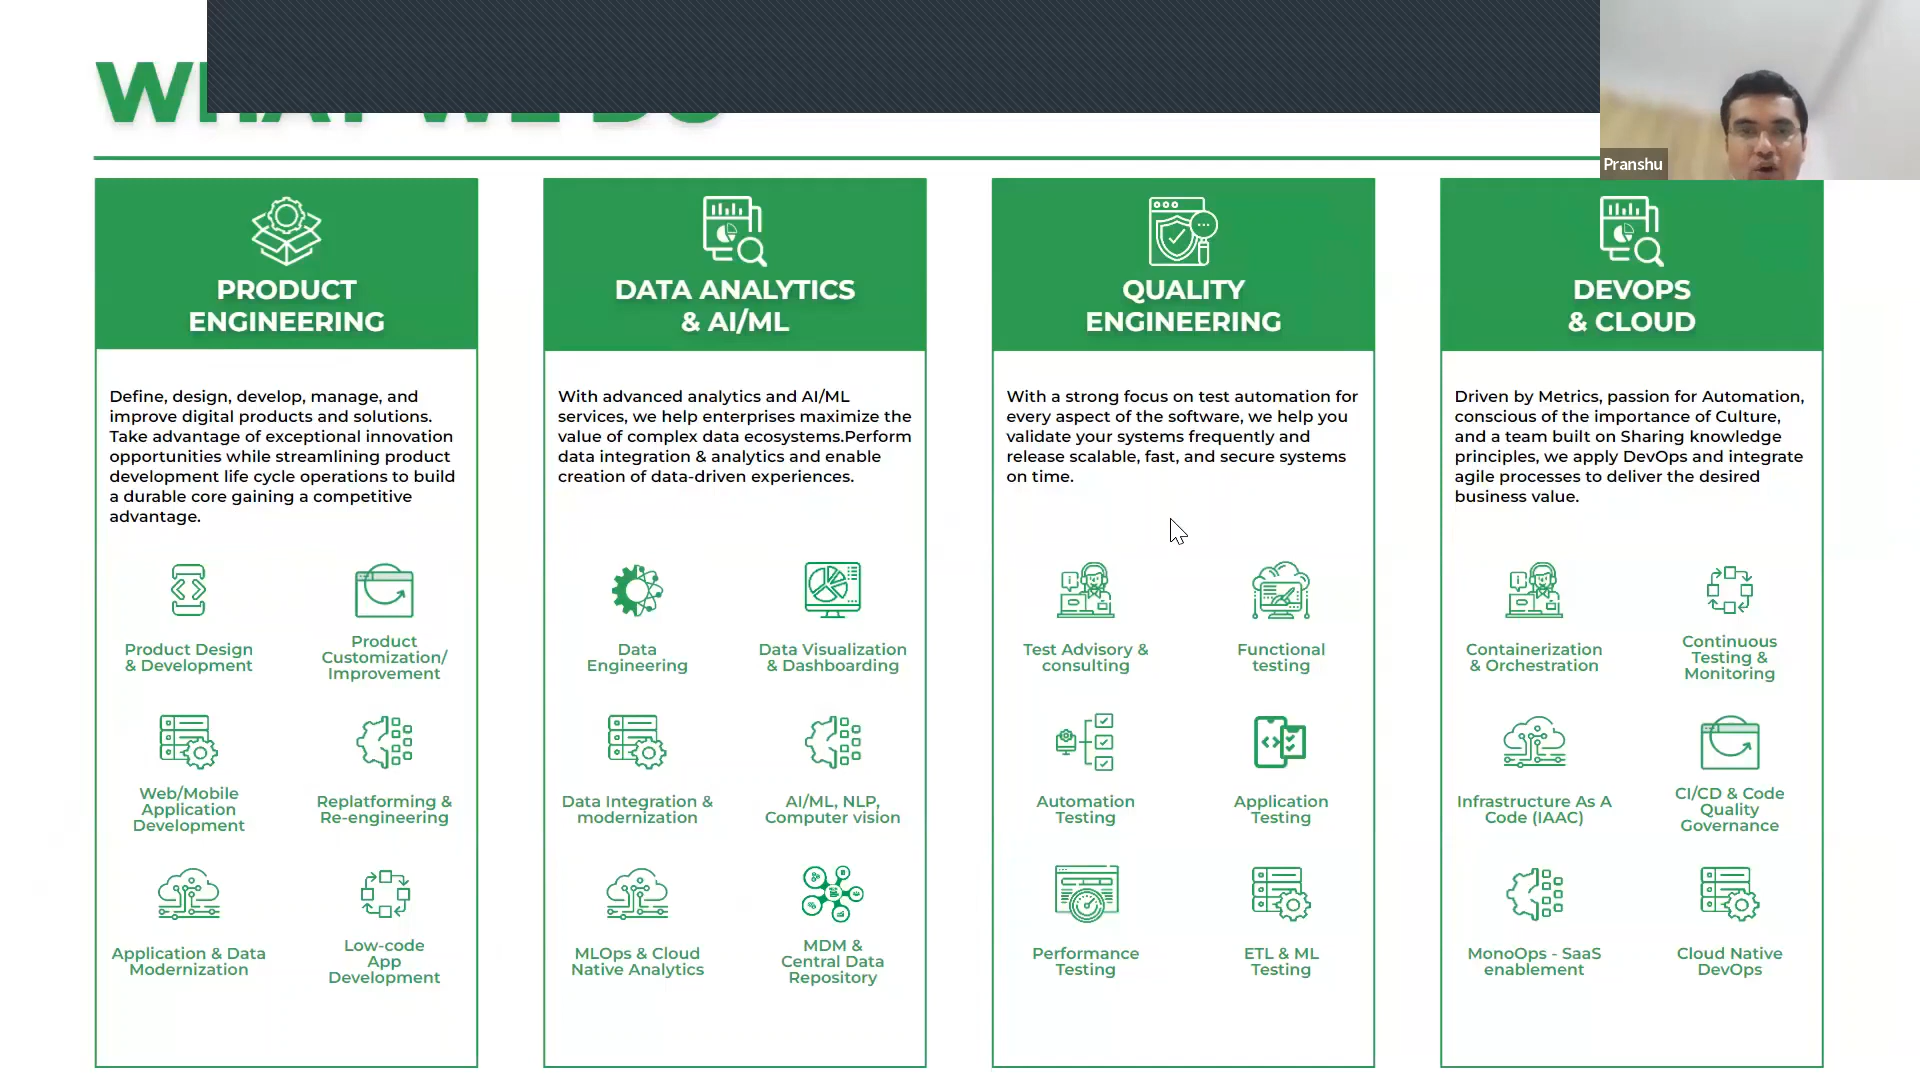 WHAT WE DO
Pranshu
PRODUCT
ENGINEERING
Define, design, develop, manage, and
improve digital products and solutions.
Take advantage of exceptional innovation
opportunities while streamlining product
development life cycle operations to build
a durable core gaining a competitive
advantage.
Product Design
& Development
Product
Customization/
Improvement
Web/Mobile
Application
Development
Replatforming &
Re-engineering
Application & Data
Modernization
Low-code
App
Development
DATA ANALYTICS
& AI/ML
With advanced analytics and AI/ML
services, we help enterprises maximize the
value of complex data ecosystems.Perform
data integration & analytics and enable
creation of data-driven experiences.
Data
Engineering
Data Visualization
& Dashboarding
Data Integration &
modernization
AI/ML, NLP,
Computer vision
MLOps & Cloud
Native Analytics
MDM &
Central Data
Repository
QUALITY
ENGINEERING
With a strong focus on test automation for
every aspect of the software, we help you
validate your systems frequently and
release scalable, fast, and secure systems
on time.
Test Advisory &
consulting
Functional
testing
Automation
Testing
Application
Testing
Performance
Testing
ETL & ML
Testing
DEVOPS
& CLOUD
Driven by Metrics, passion for Automation,
conscious of the importance of Culture,
and a team built on Sharing knowledge
principles, we apply DevOps and integrate
agile processes to deliver the desired
business value.
Containerization
& Orchestration
Continuous
Testing &
Monitoring
Infrastructure As A
Code (IAAC)
CI/CD & Code
Quality
Governance
MonoOps - SaaS
enablement
Cloud Native
DevOps